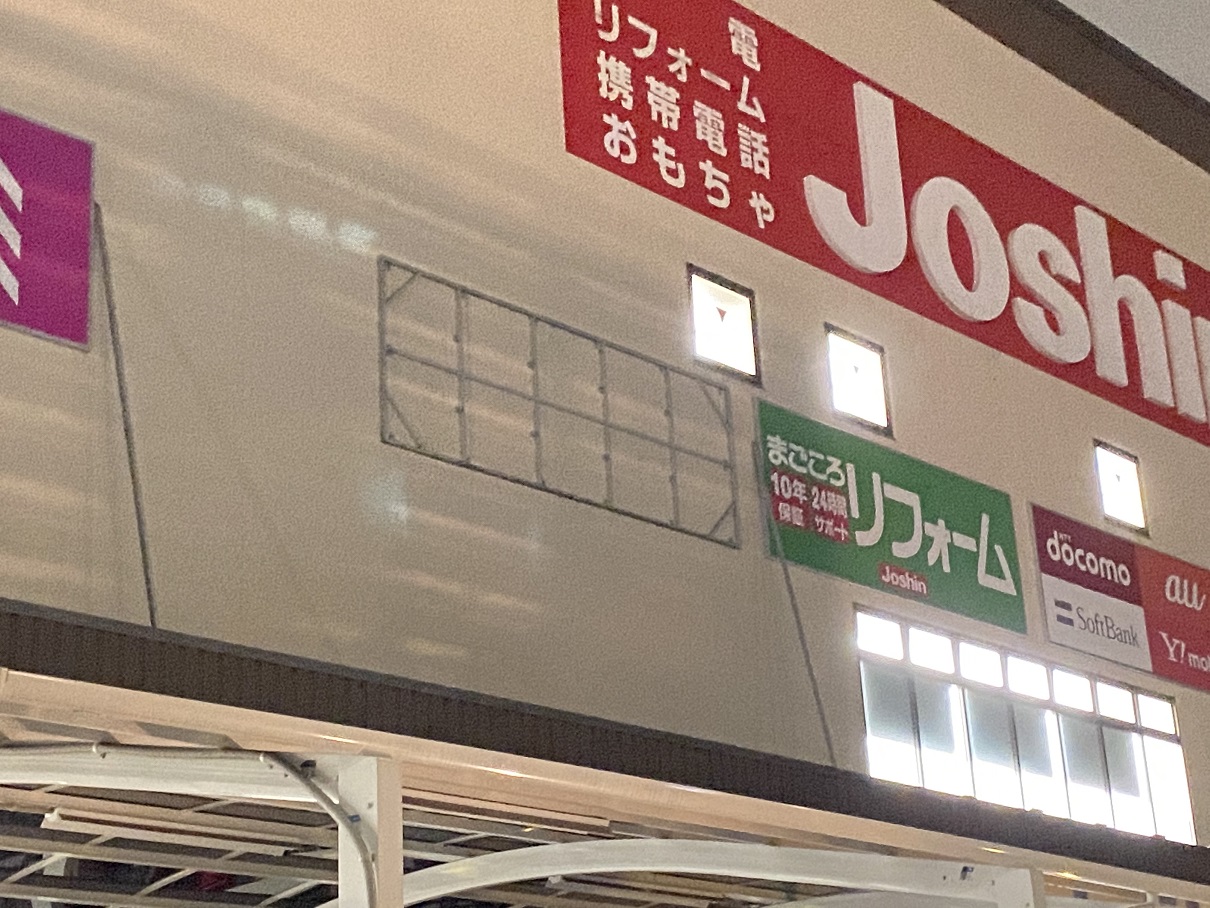 電
リフォーム
携帯電話
おもちゃ
Joshin
まごころ
10年
保証
24時間
サポート
リフォーム
Joshin
döcomo
au
SoftBank
Y!mo